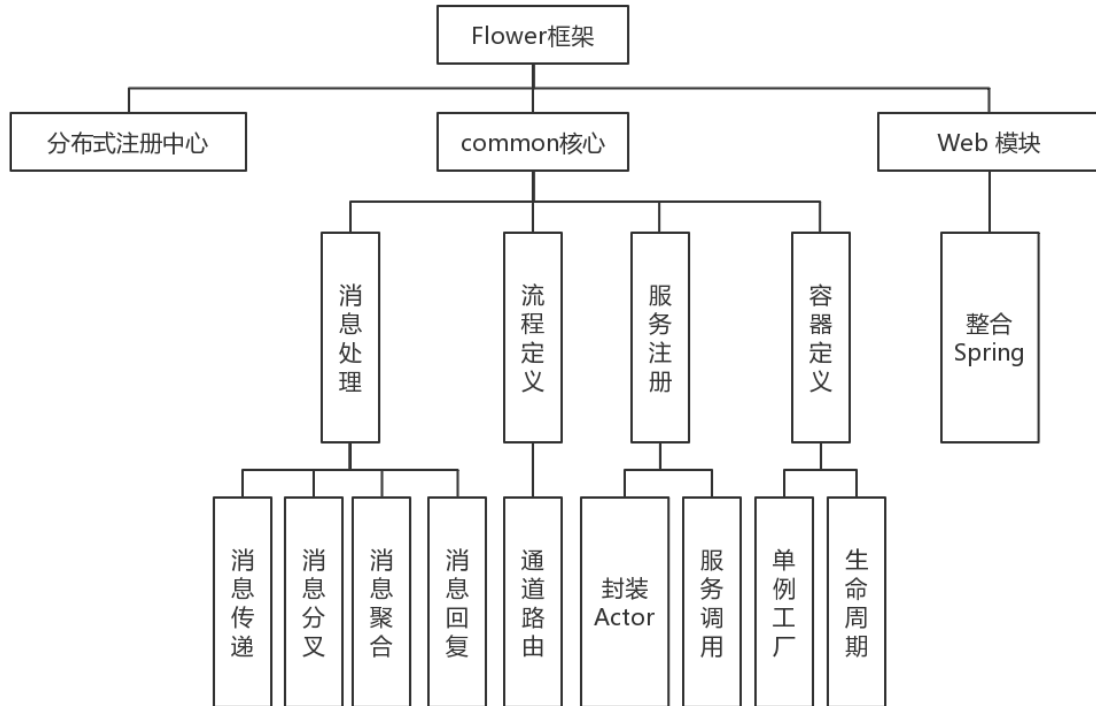 Flower框架
分布式注册中心
common核心
Web 模块
消息处理
流程定义
服务注册
容器定义
整合
Spring
消息传递
消息分叉
消息聚合
消息回复
通道路由
封装
Actor
服务调用
单例工厂
生命周期